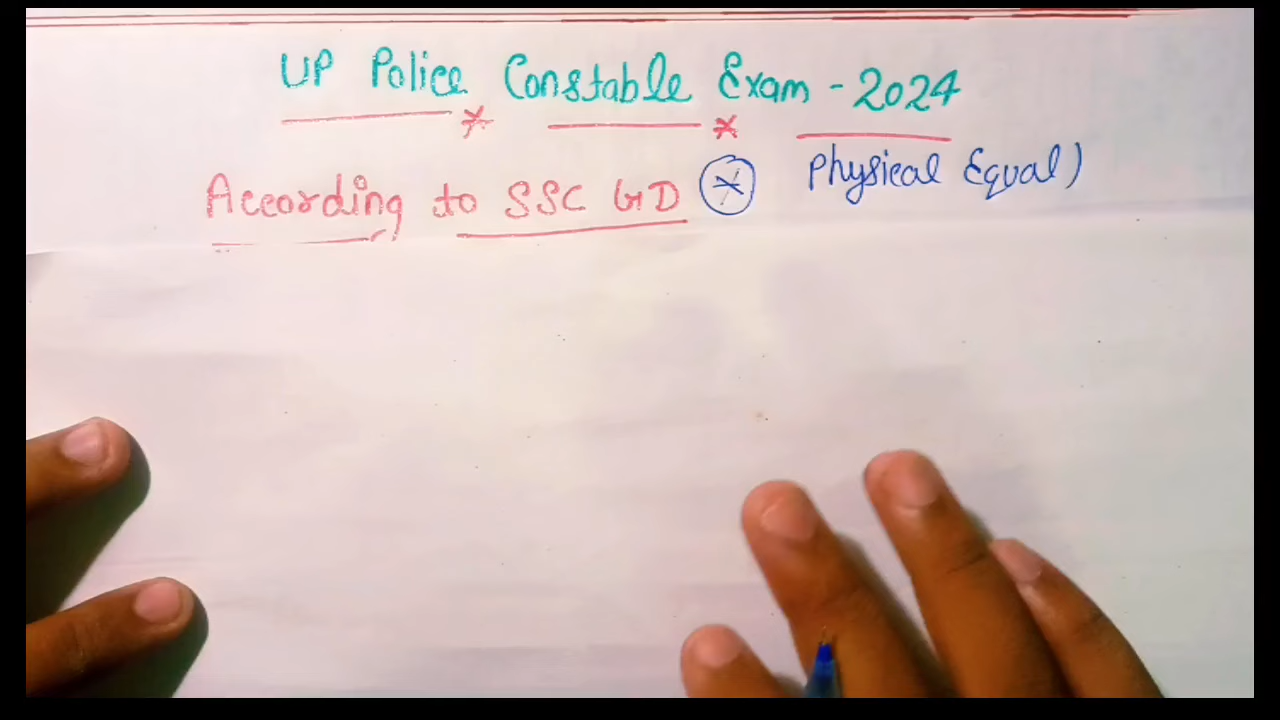 UP Police Constable Exam - 2024
According to SSC GD * Physical Equal)